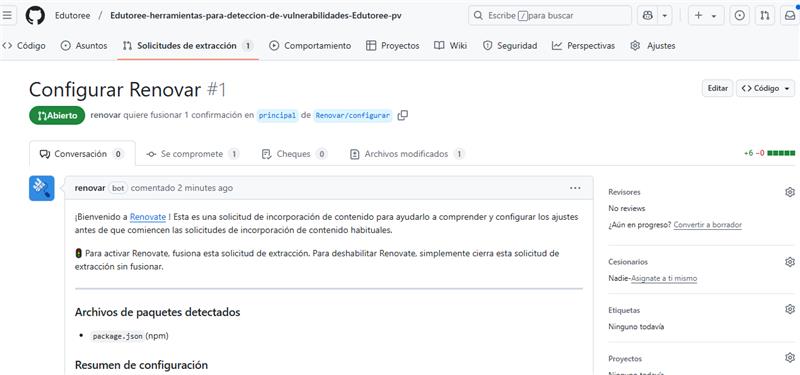 Edutoree / Edutoree-herramientas-para-deteccion-de-vulnerabilidades-Edutoree-pv
Escribe / para buscar
Código Asuntos Solicitudes de extracción 1 Comportamiento Proyectos Wiki Seguridad Perspectivas Ajustes
Configurar Renovar #1
Editar
Código
Abierto renovar quiere fusionar 1 confirmación en principal de Renovar/configurar
Conversación 0 Se compromete 1 Cheques 0 Archivos modificados 1
+6 −0
renovar bot comentado 2 minutes ago
¡Bienvenido a Renovate ! Esta es una solicitud de incorporación de contenido para ayudarlo a comprender y configurar los ajustes
antes de que comiencen las solicitudes de incorporación de contenido habituales.
Para activar Renovate, fusiona esta solicitud de extracción. Para deshabilitar Renovate, simplemente cierra esta solicitud de
extracción sin fusionar.
Archivos de paquetes detectados
package.json (npm)
Resumen de configuración
Revisores
No reviews
¿Aún en progreso? Convertir a borrador
Cesionarios
Nadie-Asignate a ti mismo
Etiquetas
Ninguno todavía
Proyectos
Ninguno todavía